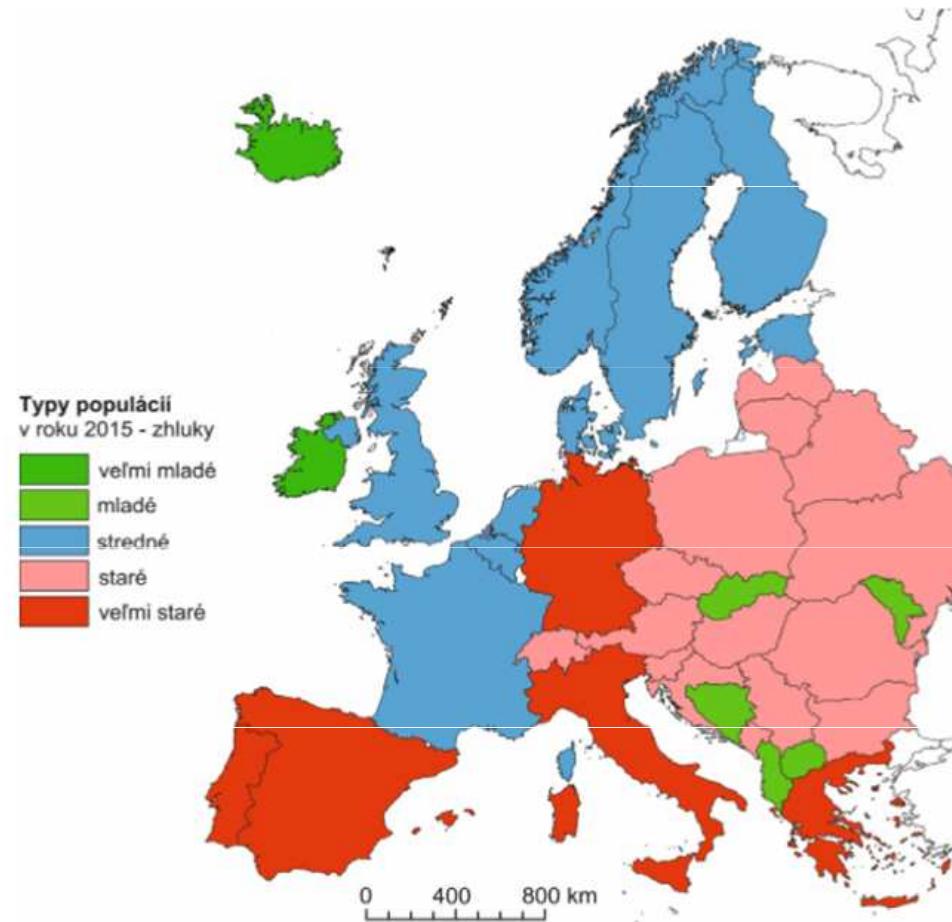 Typy populácií
v roku 2015 - zhluky
veľmi mladé
mladé
stredné
staré
veľmi staré
0 400 800 km